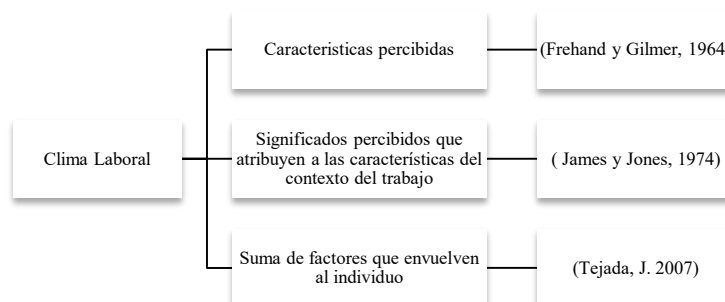 Caracteristicas percibidas
(Frehand y Gilmer, 1964
Clima Laboral
Significados percibidos que
atribuyen a las características del
contexto del trabajo
( James y Jones, 1974)
Suma de factores que envuelven
al individuo
(Tejada, J. 2007)